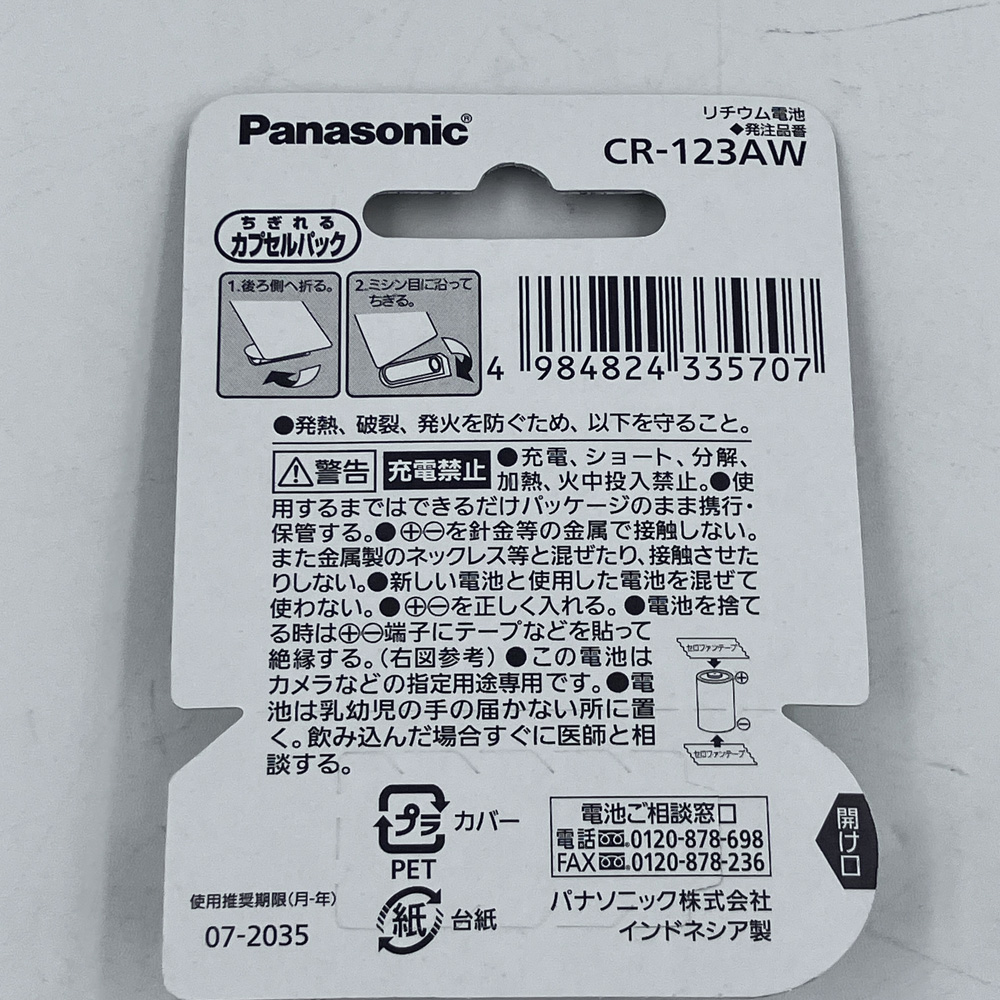 Panasonic®
リチウム電池
◆発注品番
CR-123AW
ちぎれる
カプセルパック
1.後ろ側へ折る。
2.ミシン目に沿って
ちぎる。
4 984824 335707
●発熱、破裂、発火を防ぐため、以下を守ること。
警告 充電禁止 ●充電、ショート、分解、
加熱、火中投入禁止。●使
用するまではできるだけパッケージのまま携行・
保管する。●⊕⊖を針金等の金属で接触しない。
また金属製のネックレス等と混ぜたり、接触させた
りしない。●新しい電池と使用した電池を混ぜて
使わない。●⊕⊖を正しく入れる。●電池を捨て
る時は⊕⊖端子にテープなどを貼って
絶縁する。(右図参考)●この電池は
カメラなどの指定用途専用です。●電
池は乳幼児の手の届かない所に置
く。飲み込んだ場合すぐに医師と相
談する。
セロファンテープ
⊕
⊖
セロファンテープ
プラ カバー
PET
紙 台紙
電池ご相談窓口
電話 0120-878-698
FAX 0120-878-236
パナソニック株式会社
インドネシア製
開け口
使用推奨期限(月-年)
07-2035